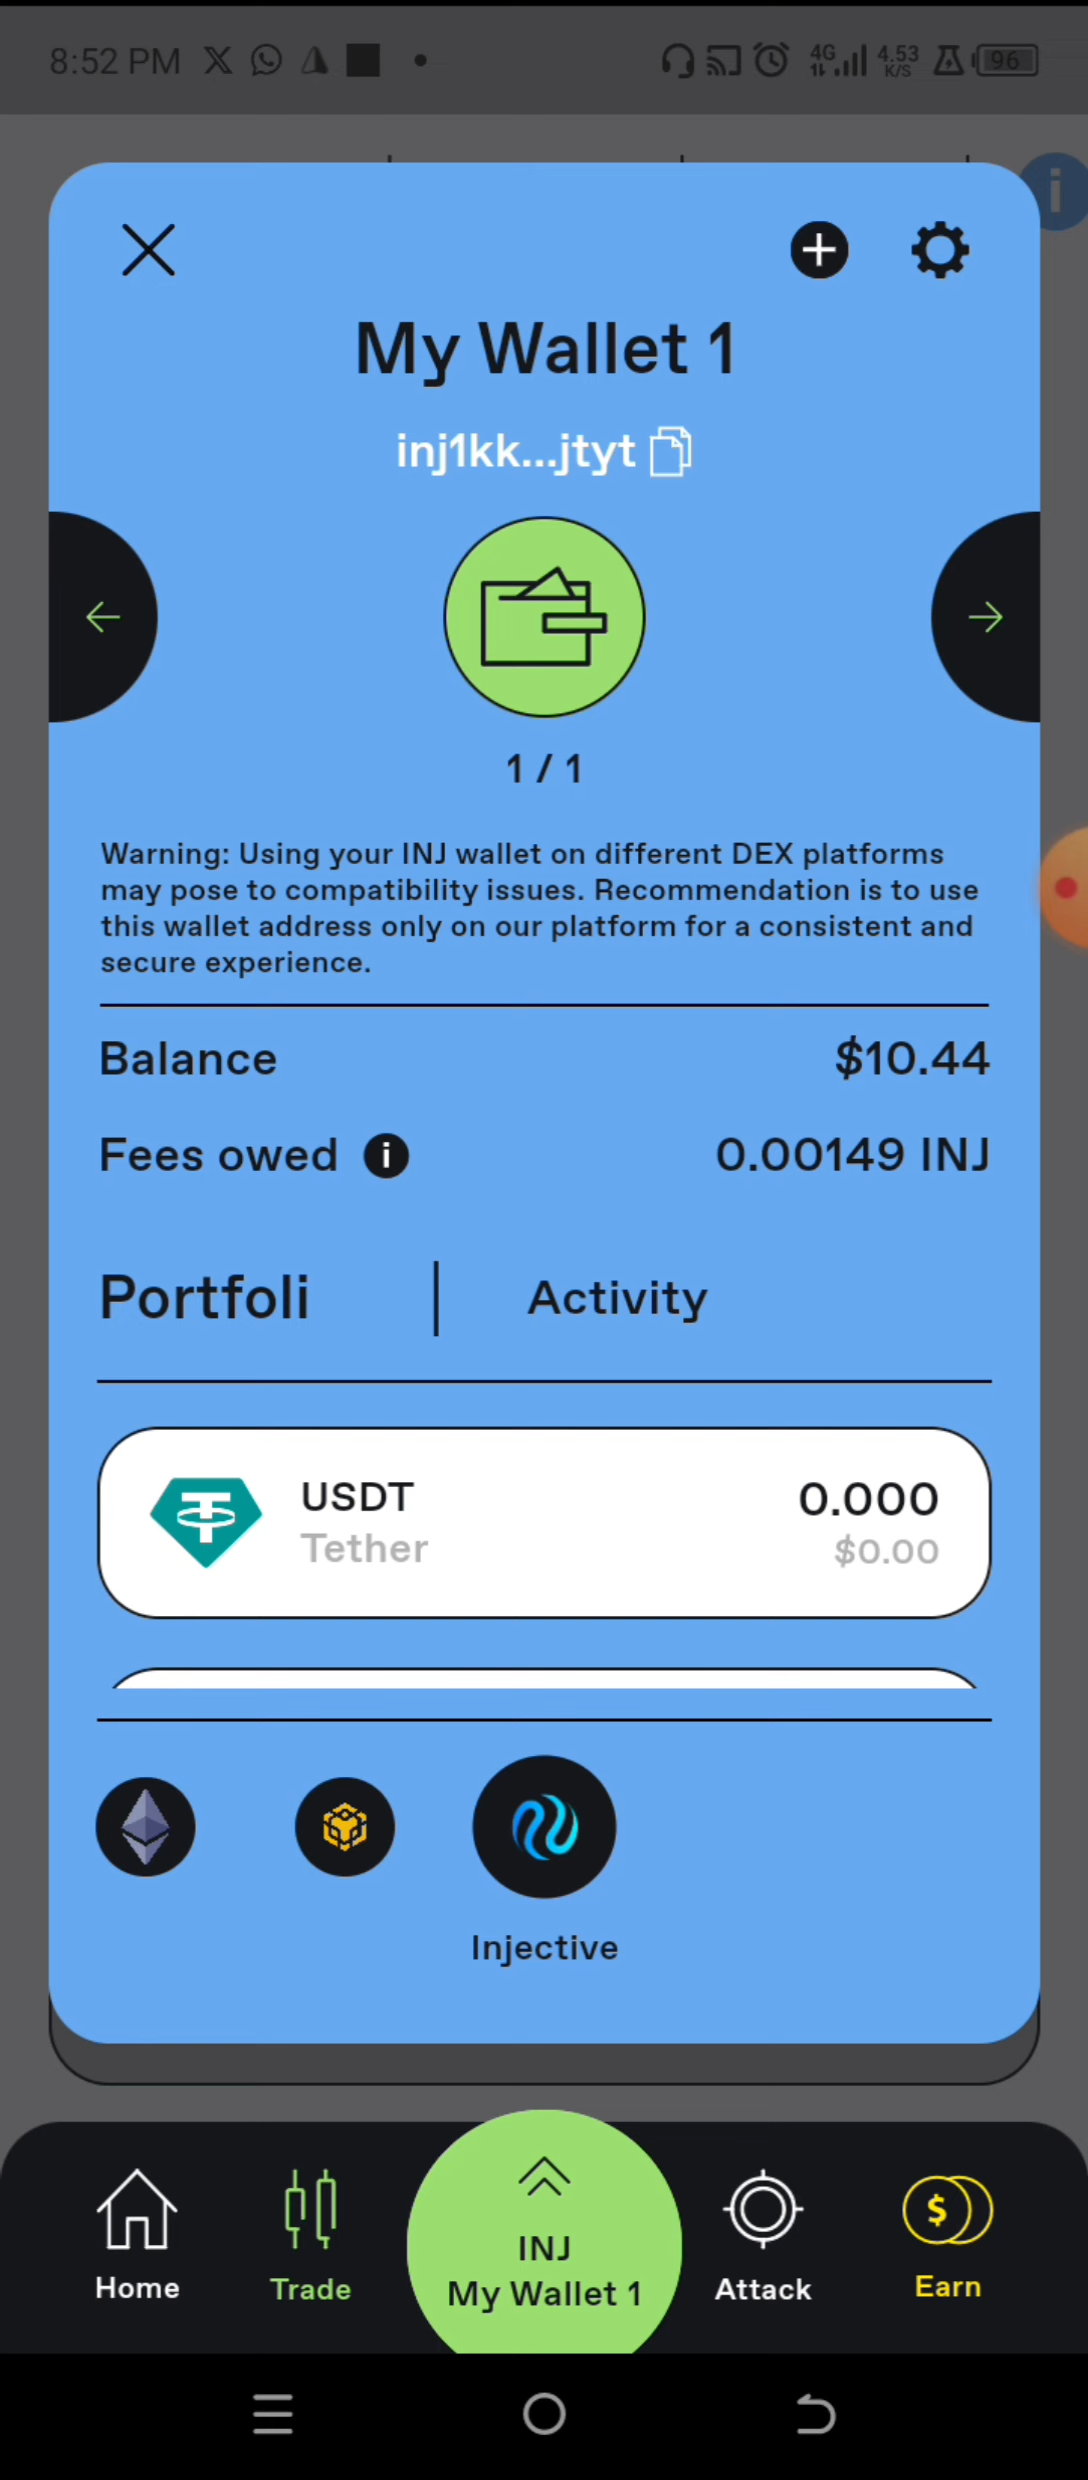 8:52 PM
4G
4.53
K/S
96
My Wallet 1
inj1kk...jtyt
1 / 1
Warning: Using your INJ wallet on different DEX platforms
may pose to compatibility issues. Recommendation is to use
this wallet address only on our platform for a consistent and
secure experience.
Balance $10.44
Fees owed i 0.00149 INJ
Portfoli | Activity
USDT 0.000
Tether $0.00
Injective
Home
Trade
INJ
My Wallet 1
Attack
Earn